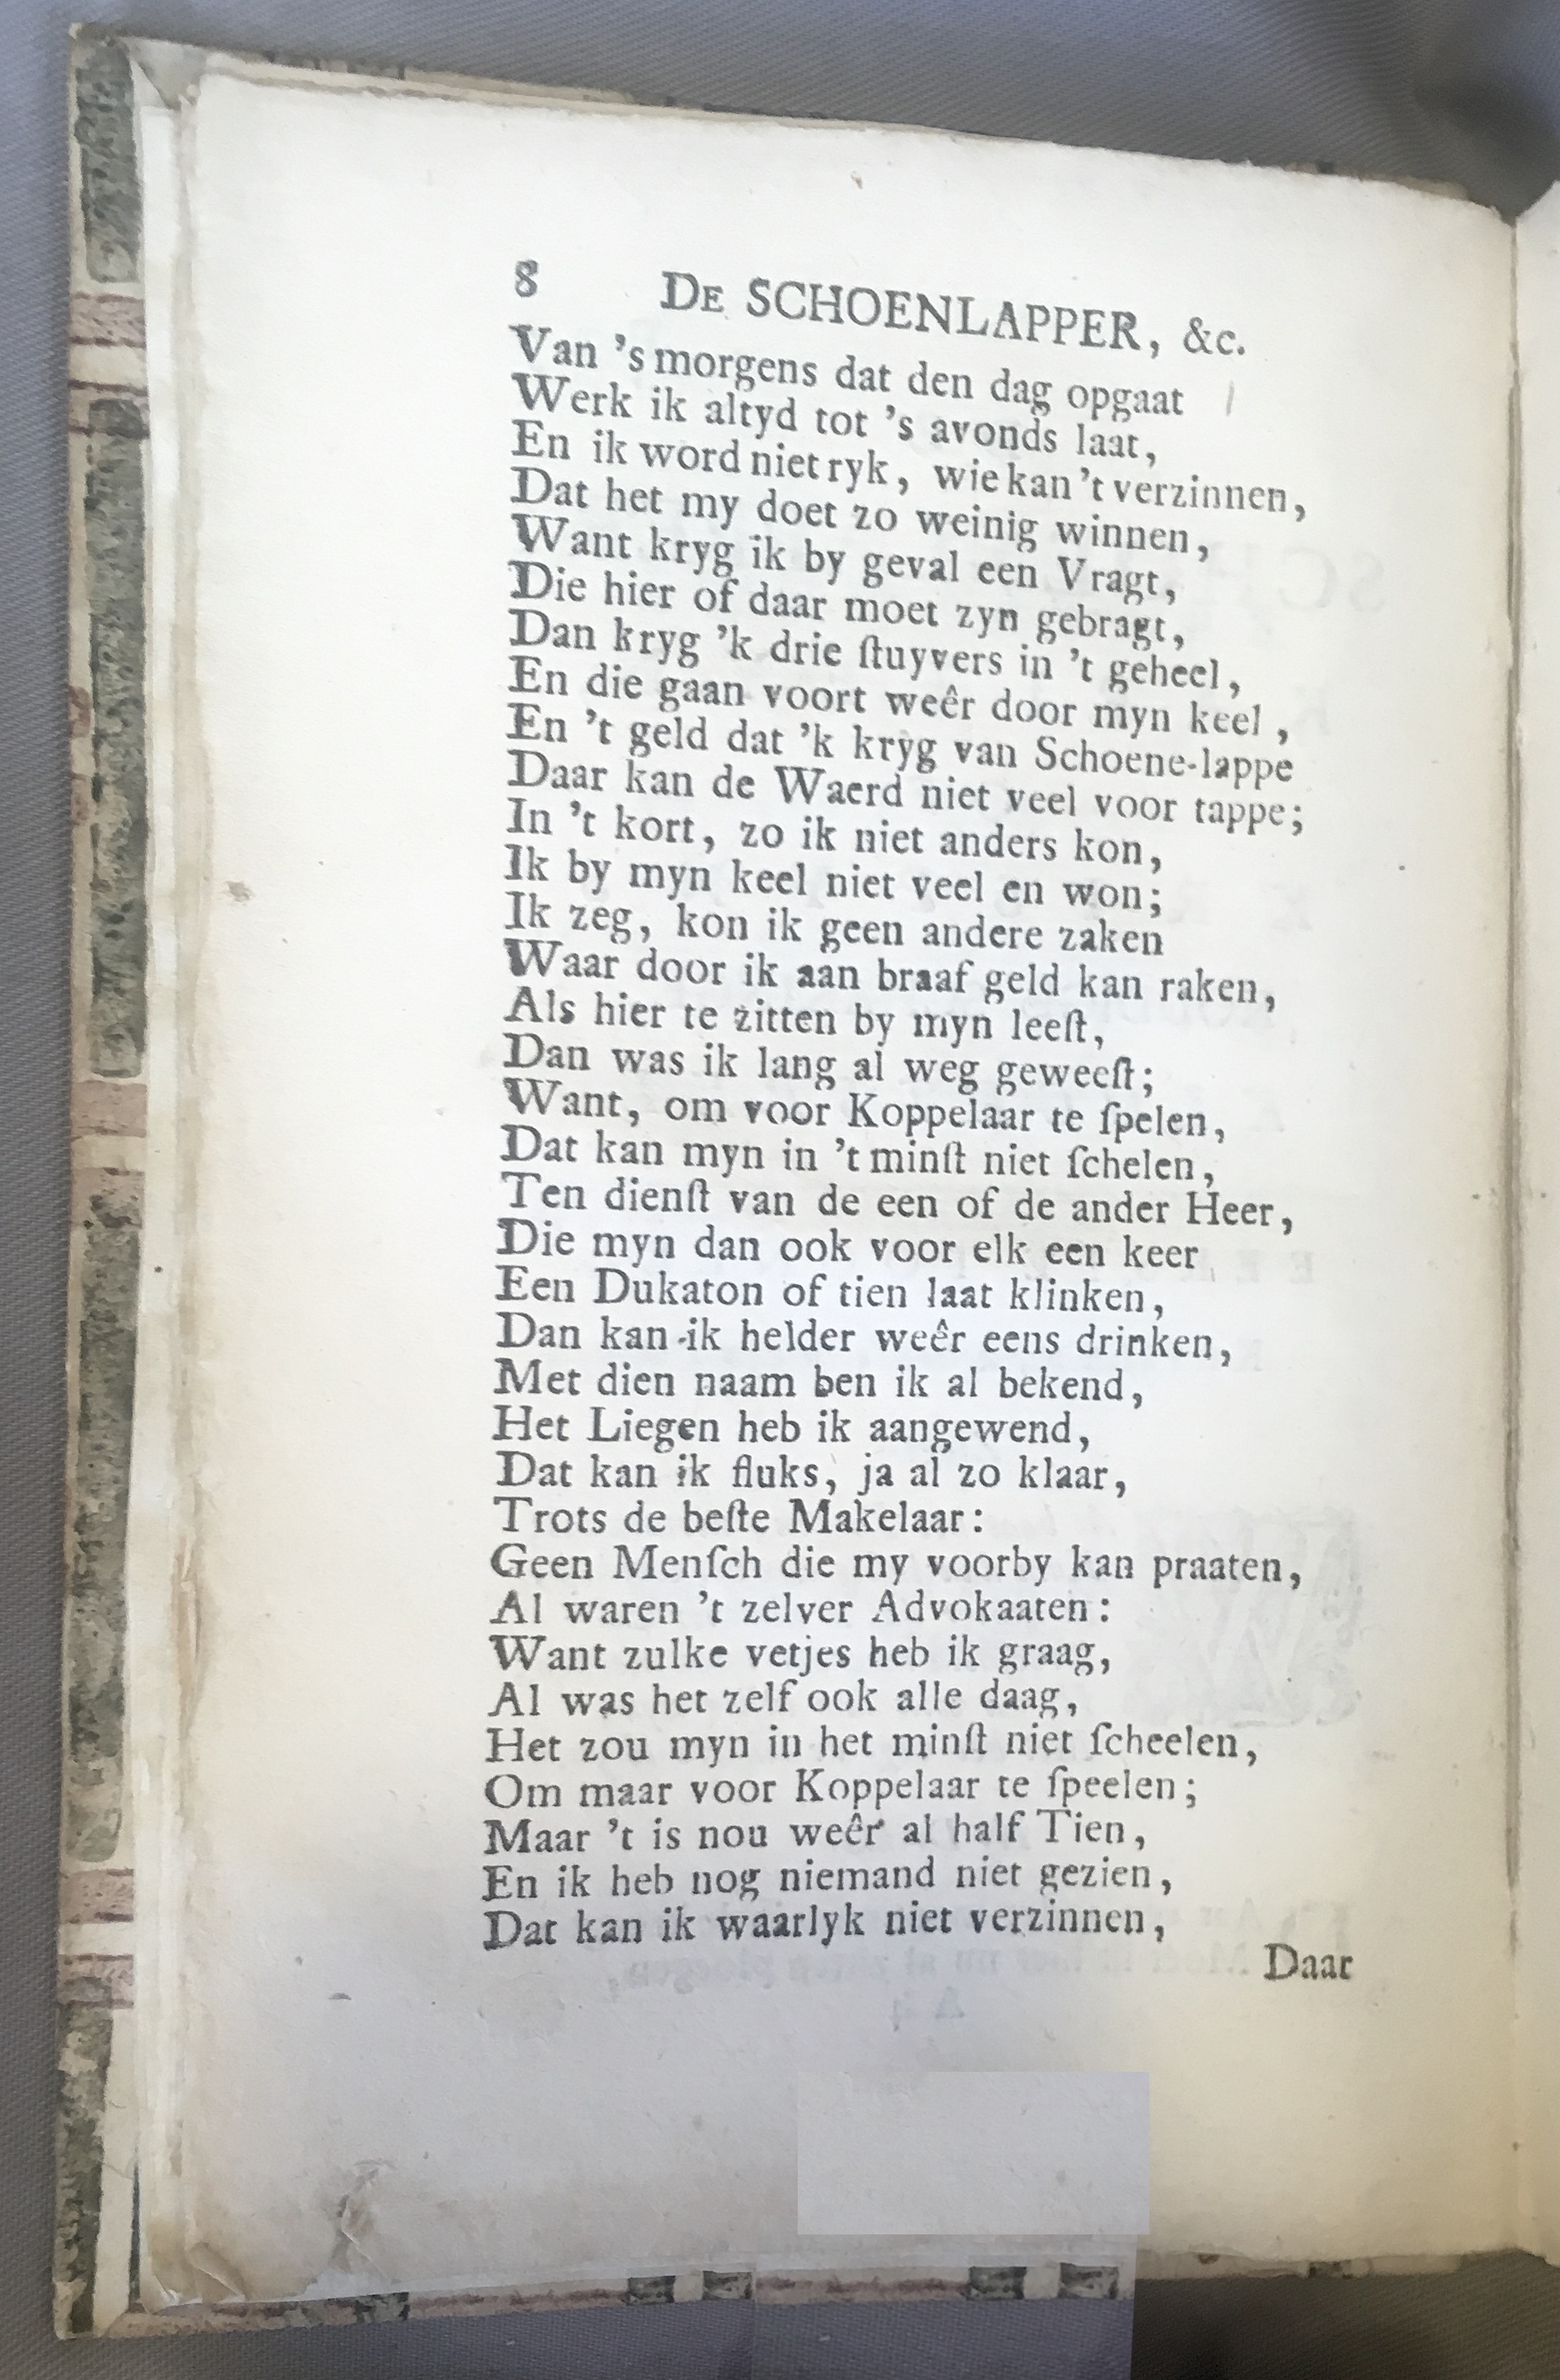 8 De SCHOENLAPPER, &c.
Van 's morgens dat den dag opgaat
Werk ik altyd tot 's avonds laat,
En ik word niet ryk, wie kan 't verzinnen,
Dat het my doet zo weinig winnen,
Want kryg ik by geval een Vragt,
Die hier of daar moet zyn gebragt,
Dan kryg 'k drie ſtuyvers in 't geheel,
En die gaan voort weêr door myn keel,
En 't geld dat 'k kryg van Schoene-lappe
Daar kan de Waerd niet veel voor tappe;
In 't kort, zo ik niet anders kon,
Ik by myn keel niet veel en won;
Ik zeg, kon ik geen andere zaken
Waar door ik aan braaf geld kan raken,
Als hier te zitten by myn leeſt,
Dan was ik lang al weg geweeſt;
Want, om voor Koppelaar te ſpelen,
Dat kan myn in 't minſt niet ſchelen,
Ten dienſt van de een of de ander Heer,
Die myn dan ook voor elk een keer
Een Dukaton of tien laat klinken,
Dan kan ik helder weêr eens drinken,
Met dien naam ben ik al bekend,
Het Liegen heb ik aangewend,
Dat kan ik fluks, ja al zo klaar,
Trots de beſte Makelaar:
Geen Menſch die my voorby kan praaten,
Al waren 't zelver Advokaaten:
Want zulke vetjes heb ik graag,
Al was het zelf ook alle daag,
Het zou myn in het minſt niet ſcheelen,
Om maar voor Koppelaar te ſpeelen;
Maar 't is nou weêr al half Tien,
En ik heb nog niemand niet gezien,
Dat kan ik waarlyk niet verzinnen,
Daar